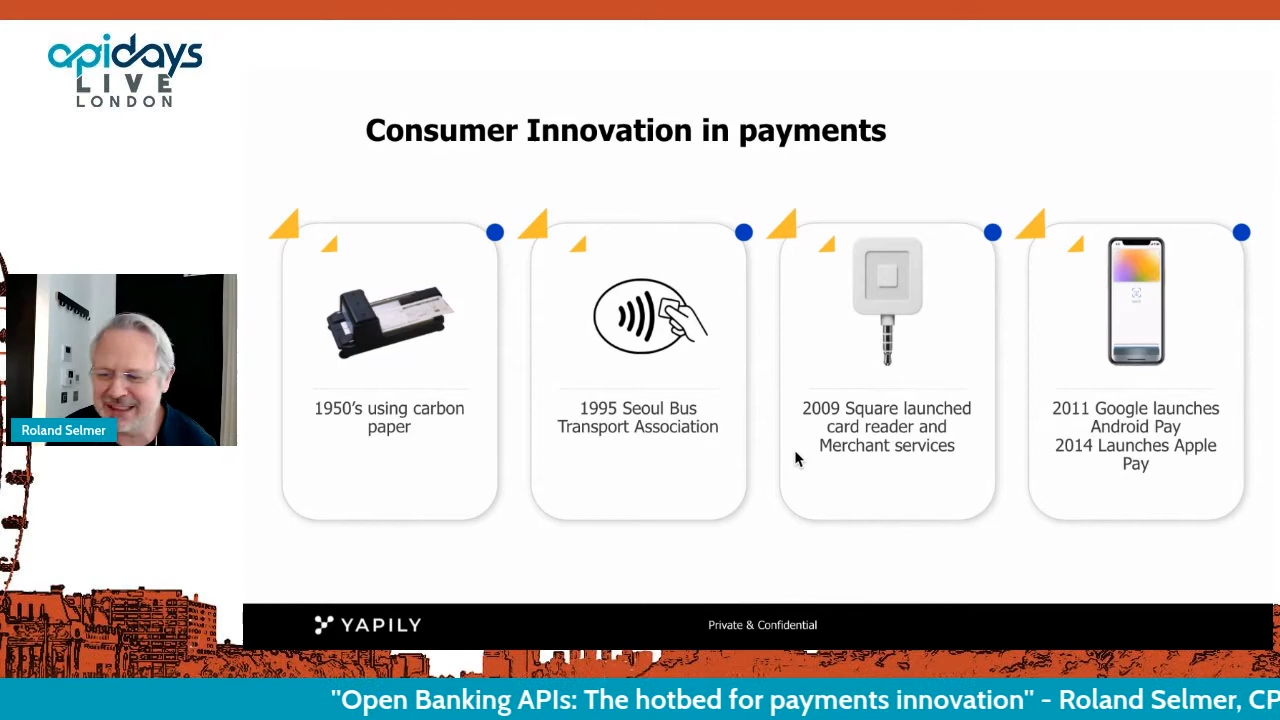 apidays
LIVE
LONDON
Consumer Innovation in payments
1950's using carbon
paper
1995 Seoul Bus
Transport Association
2009 Square launched
card reader and
Merchant services
2011 Google launches
Android Pay
2014 Launches Apple
Pay
Roland Selmer
YAPILY
Private & Confidential
"Open Banking APIs: The hotbed for payments innovation" - Roland Selmer, CP